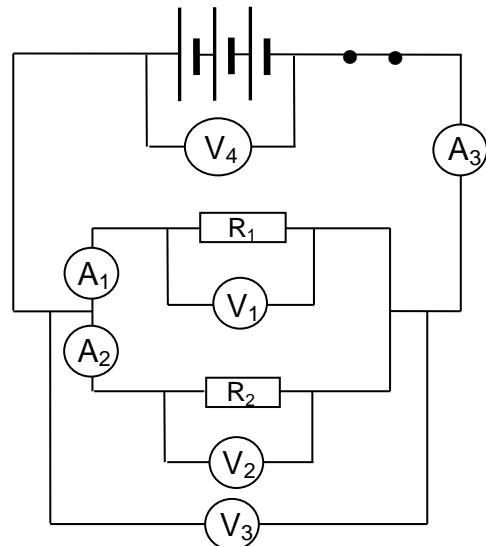 V₄
A₃
R₁
A₁
V₁
A₂
R₂
V₂
V₃